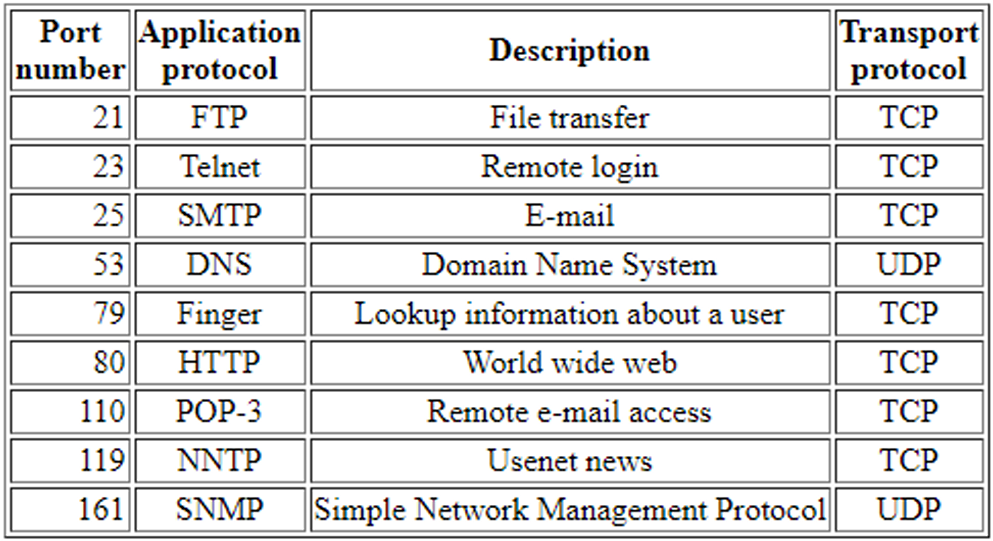 Port number Application protocol Description Transport protocol
21 FTP File transfer TCP
23 Telnet Remote login TCP
25 SMTP E-mail TCP
53 DNS Domain Name System UDP
79 Finger Lookup information about a user TCP
80 HTTP World wide web TCP
110 POP-3 Remote e-mail access TCP
119 NNTP Usenet news TCP
161 SNMP Simple Network Management Protocol UDP